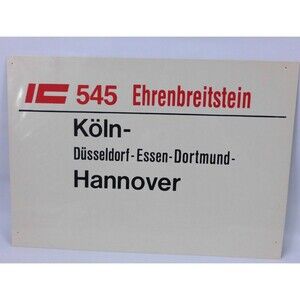 IC 545 Ehrenbreitstein
Köln-
Düsseldorf-Essen-Dortmund-
Hannover